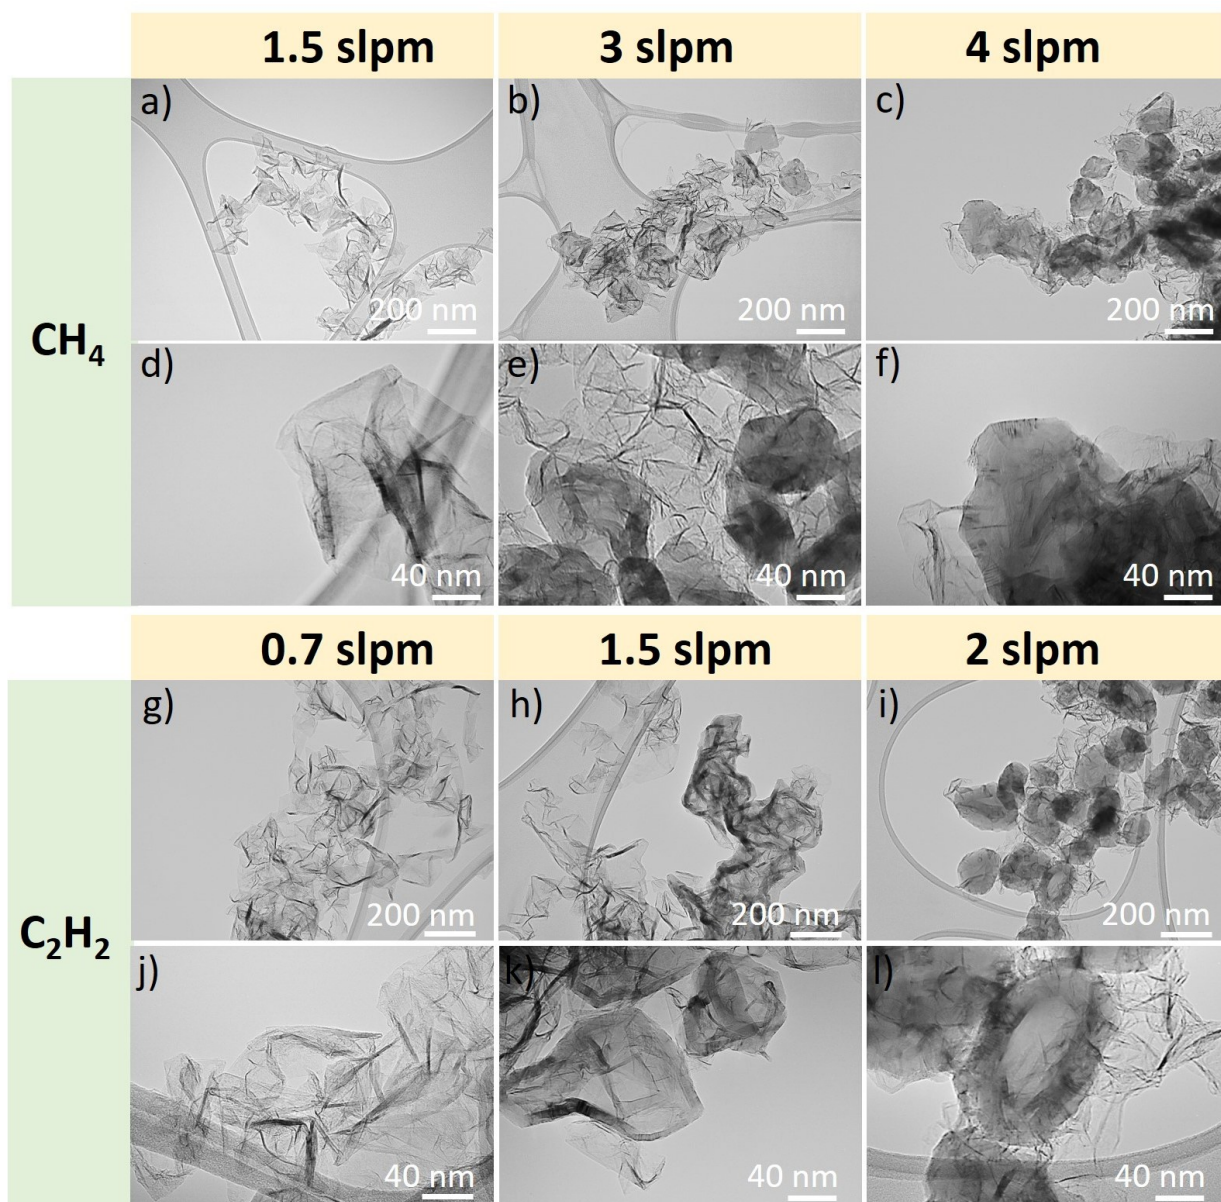 1.5 slpm 3 slpm 4 slpm
CH₄
a) b) c)
200 nm 200 nm 200 nm
d) e) f)
40 nm 40 nm 40 nm
0.7 slpm 1.5 slpm 2 slpm
C₂H₂
g) h) i)
200 nm 200 nm 200 nm
j) k) l)
40 nm 40 nm 40 nm